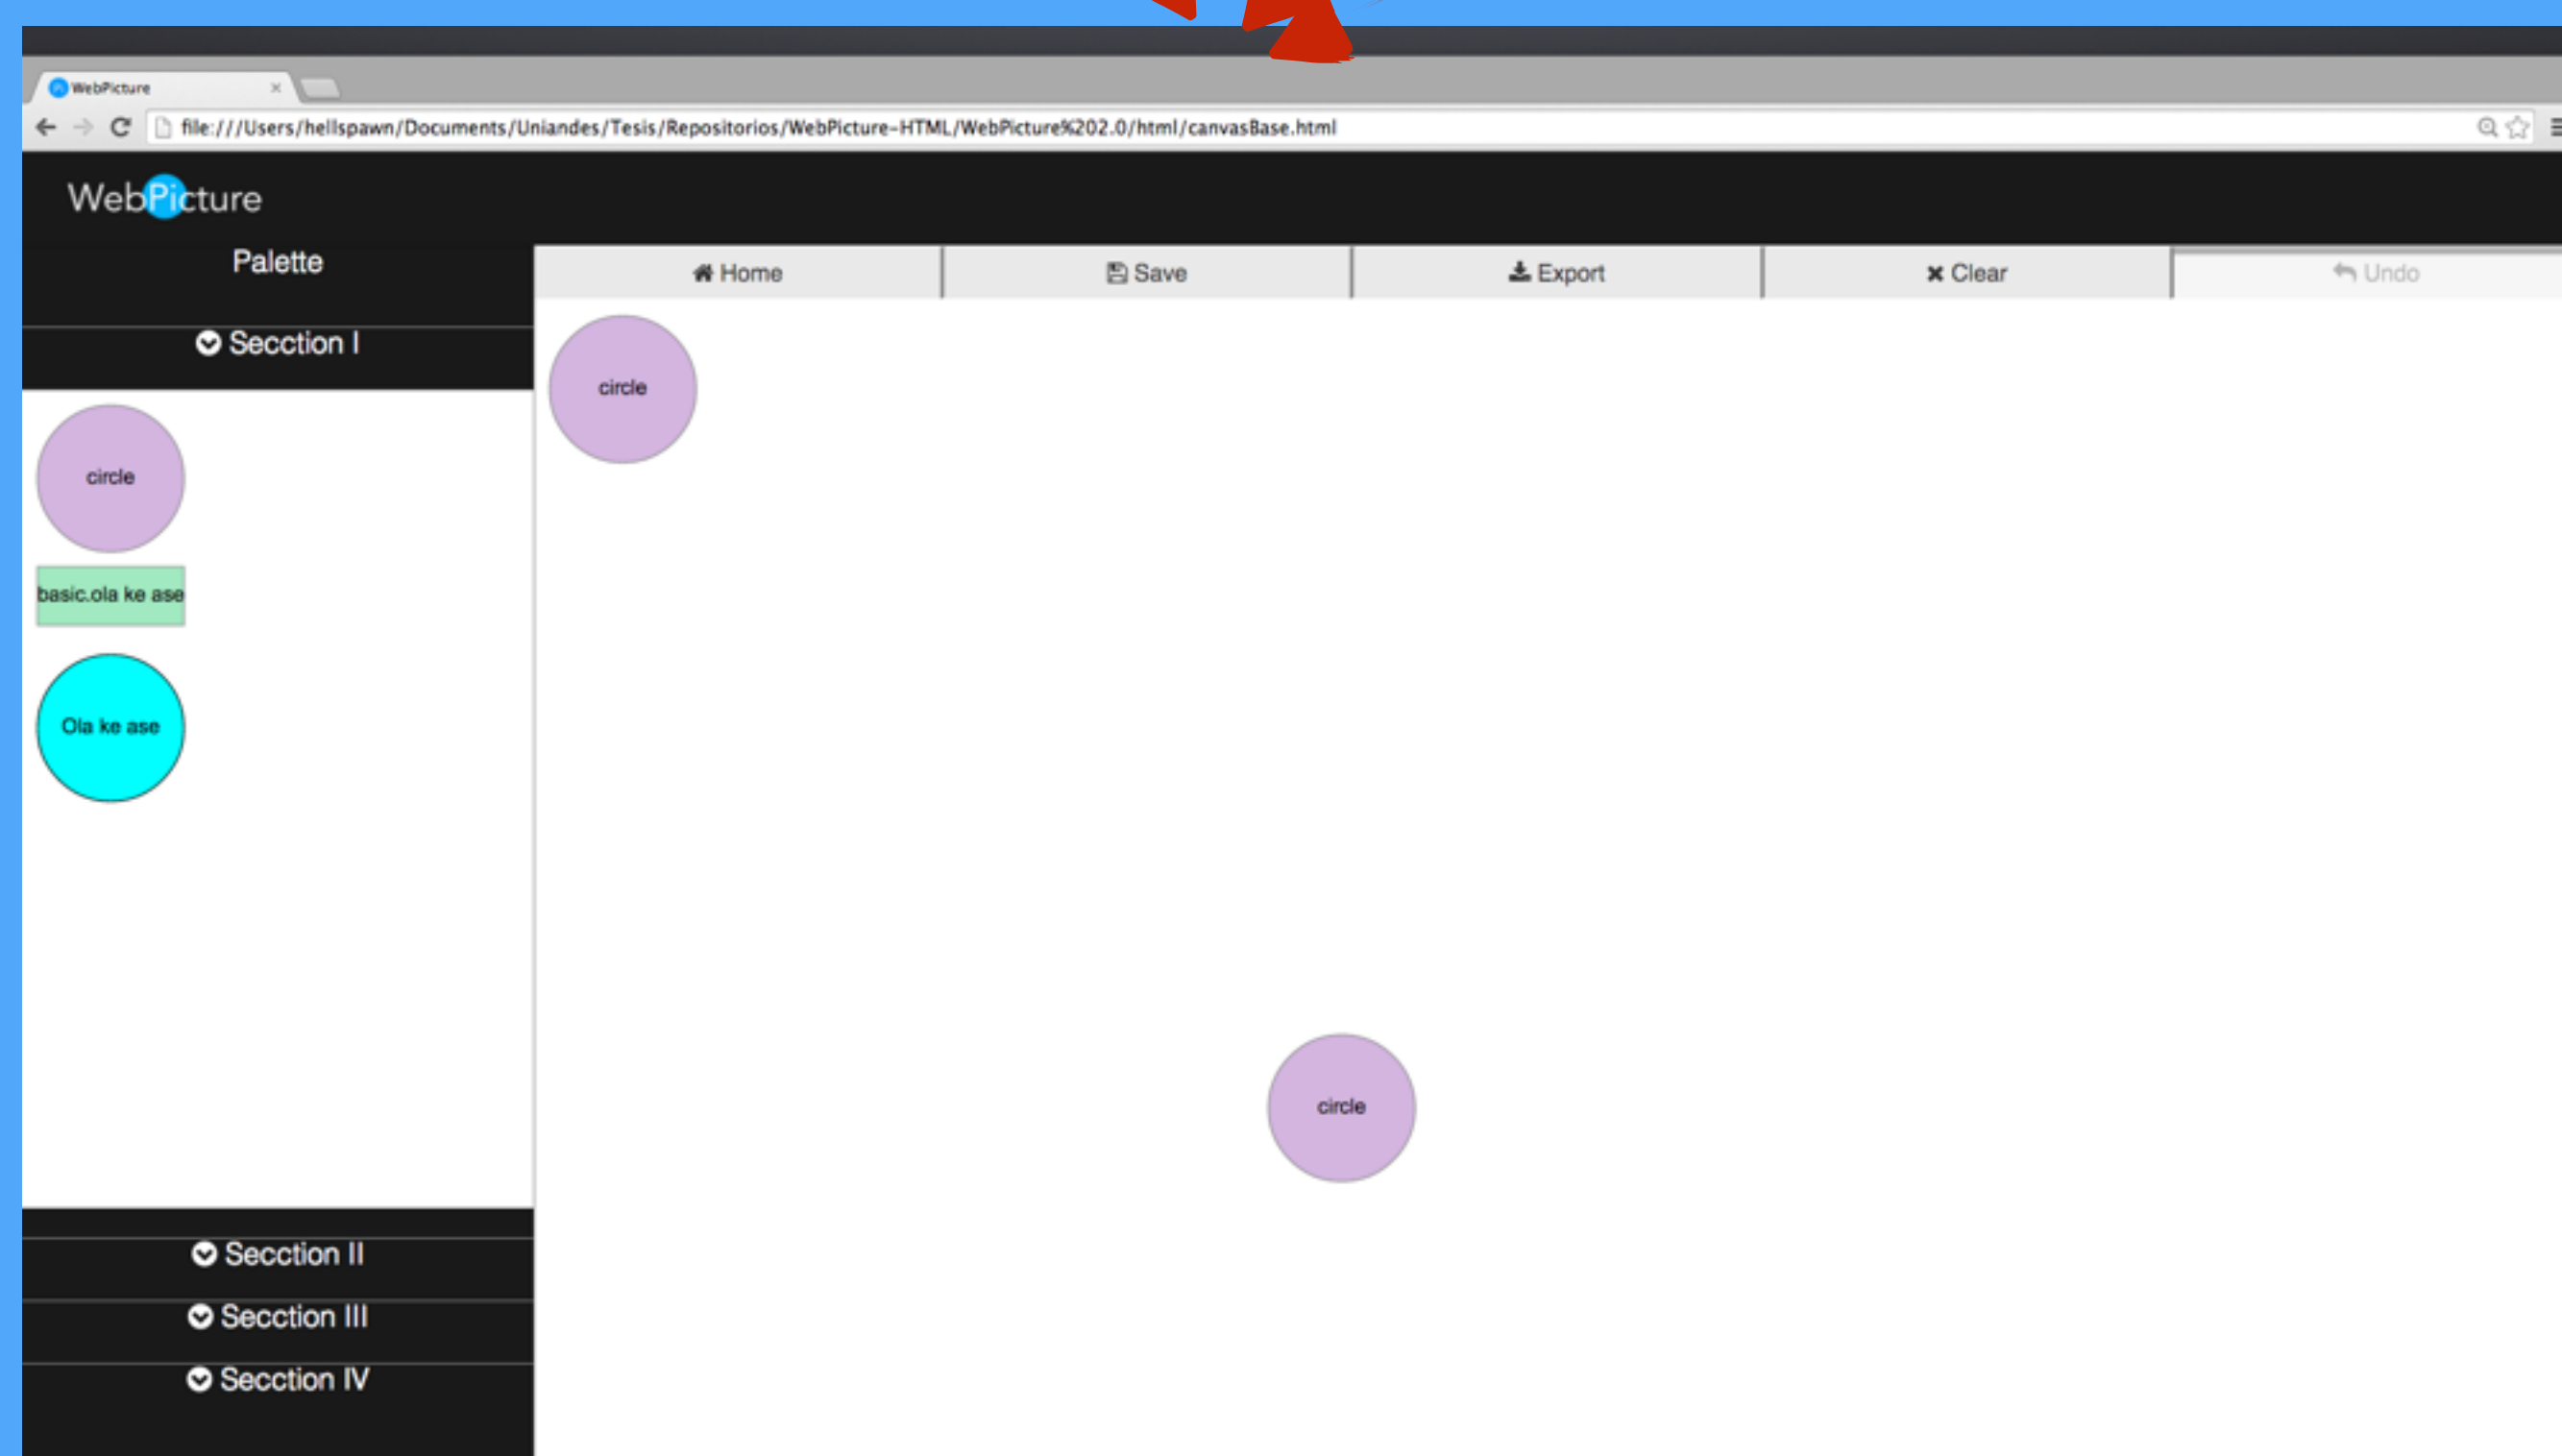 WebPicture
file:///Users/hellspawn/Documents/Uniandes/Tesis/Repositorios/WebPicture-HTML/WebPicture%202.0/html/canvasBase.html
WebPicture
Palette
Home
Save
Export
Clear
Undo
Secction I
circle
basic.ola ke ase
Ola ke ase
circle
circle
Secction II
Secction III
Secction IV